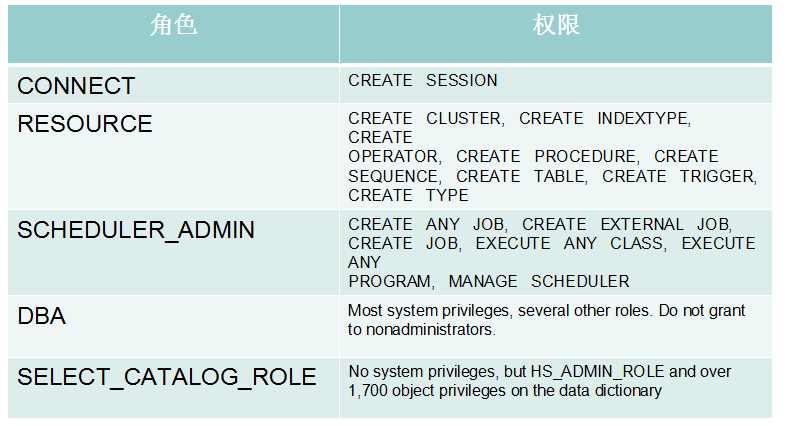 角色 权限
CONNECT CREATE SESSION
RESOURCE CREATE CLUSTER, CREATE INDEXTYPE,
CREATE
OPERATOR, CREATE PROCEDURE, CREATE
SEQUENCE, CREATE TABLE, CREATE TRIGGER,
CREATE TYPE
SCHEDULER_ADMIN CREATE ANY JOB, CREATE EXTERNAL JOB,
CREATE JOB, EXECUTE ANY CLASS, EXECUTE
ANY
PROGRAM, MANAGE SCHEDULER
DBA Most system privileges, several other roles. Do not grant
to nonadministrators.
SELECT_CATALOG_ROLE No system privileges, but HS_ADMIN_ROLE and over
1,700 object privileges on the data dictionary